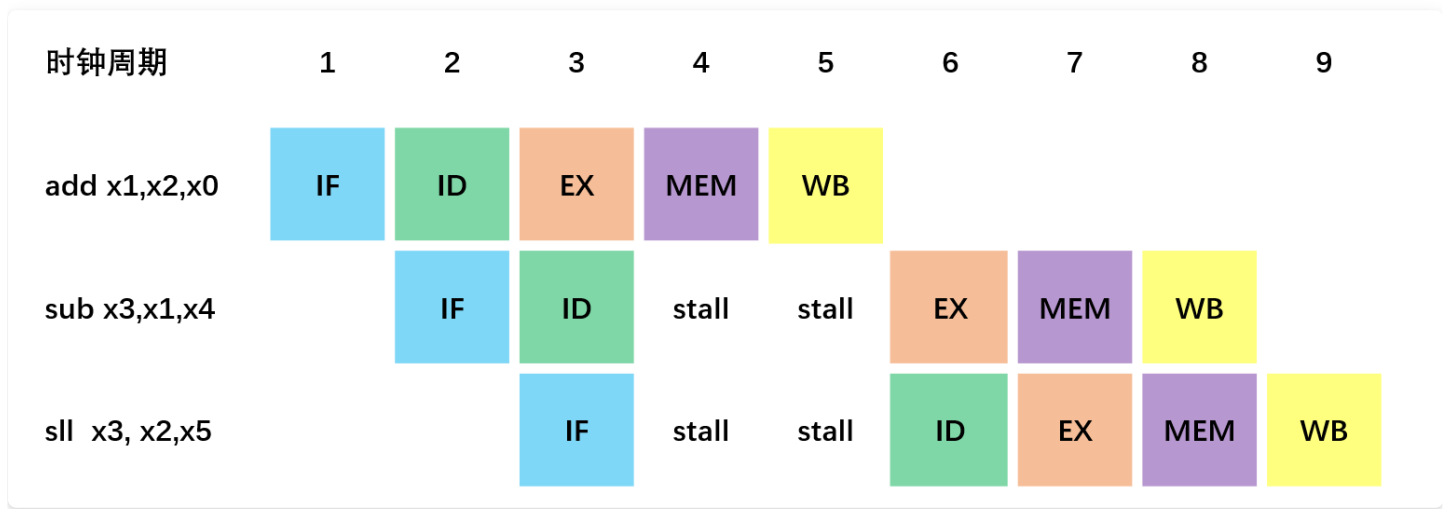 时钟周期 1 2 3 4 5 6 7 8 9
add x1,x2,x0 IF ID EX MEM WB
sub x3,x1,x4 IF ID stall stall EX MEM WB
sll x3, x2,x5 IF stall stall ID EX MEM WB